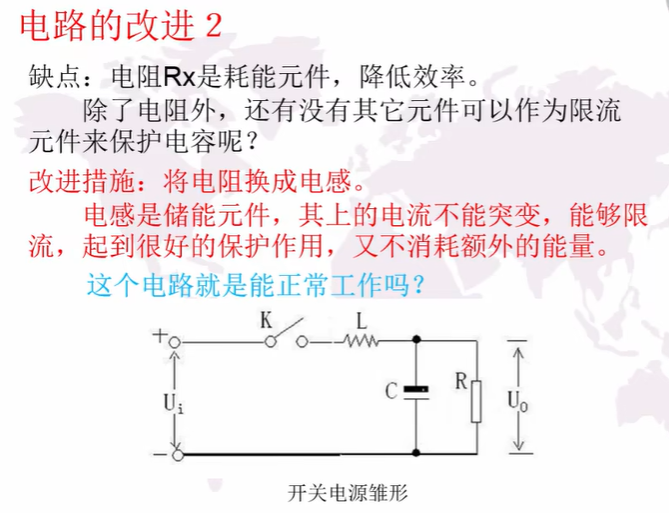 电路的改进 2
缺点：电阻Rx是耗能元件，降低效率。
除了电阻外，还有没有其它元件可以作为限流
元件来保护电容呢？
改进措施：将电阻换成电感。
电感是储能元件，其上的电流不能突变，能够限
流，起到很好的保护作用，又不消耗额外的能量。
这个电路就是能正常工作吗？
K
L
+
C
R
Ui
Uo
−
开关电源雏形